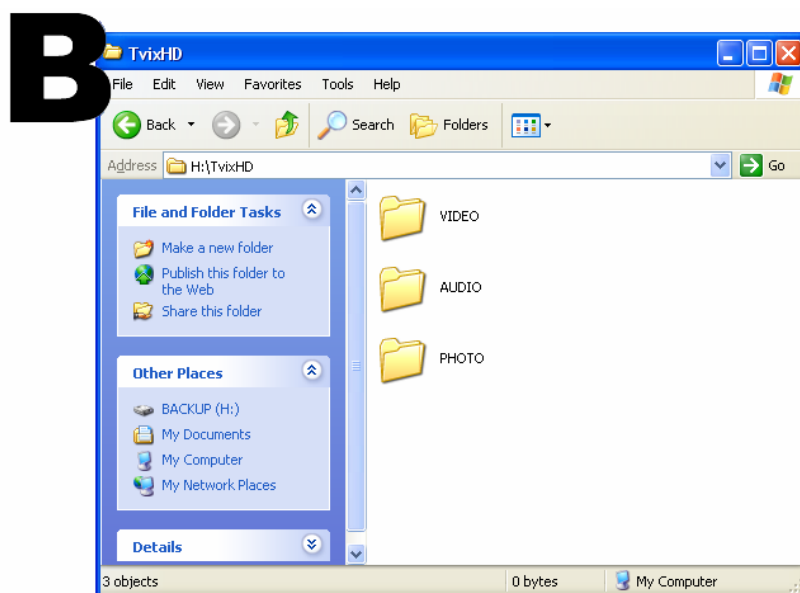 B
TvixHD
File Edit View Favorites Tools Help
Back Search Folders
Address H:\TvixHD Go
File and Folder Tasks
Make a new folder
Publish this folder to
the Web
Share this folder
Other Places
BACKUP (H:)
My Documents
My Computer
My Network Places
Details
VIDEO
AUDIO
PHOTO
3 objects 0 bytes My Computer